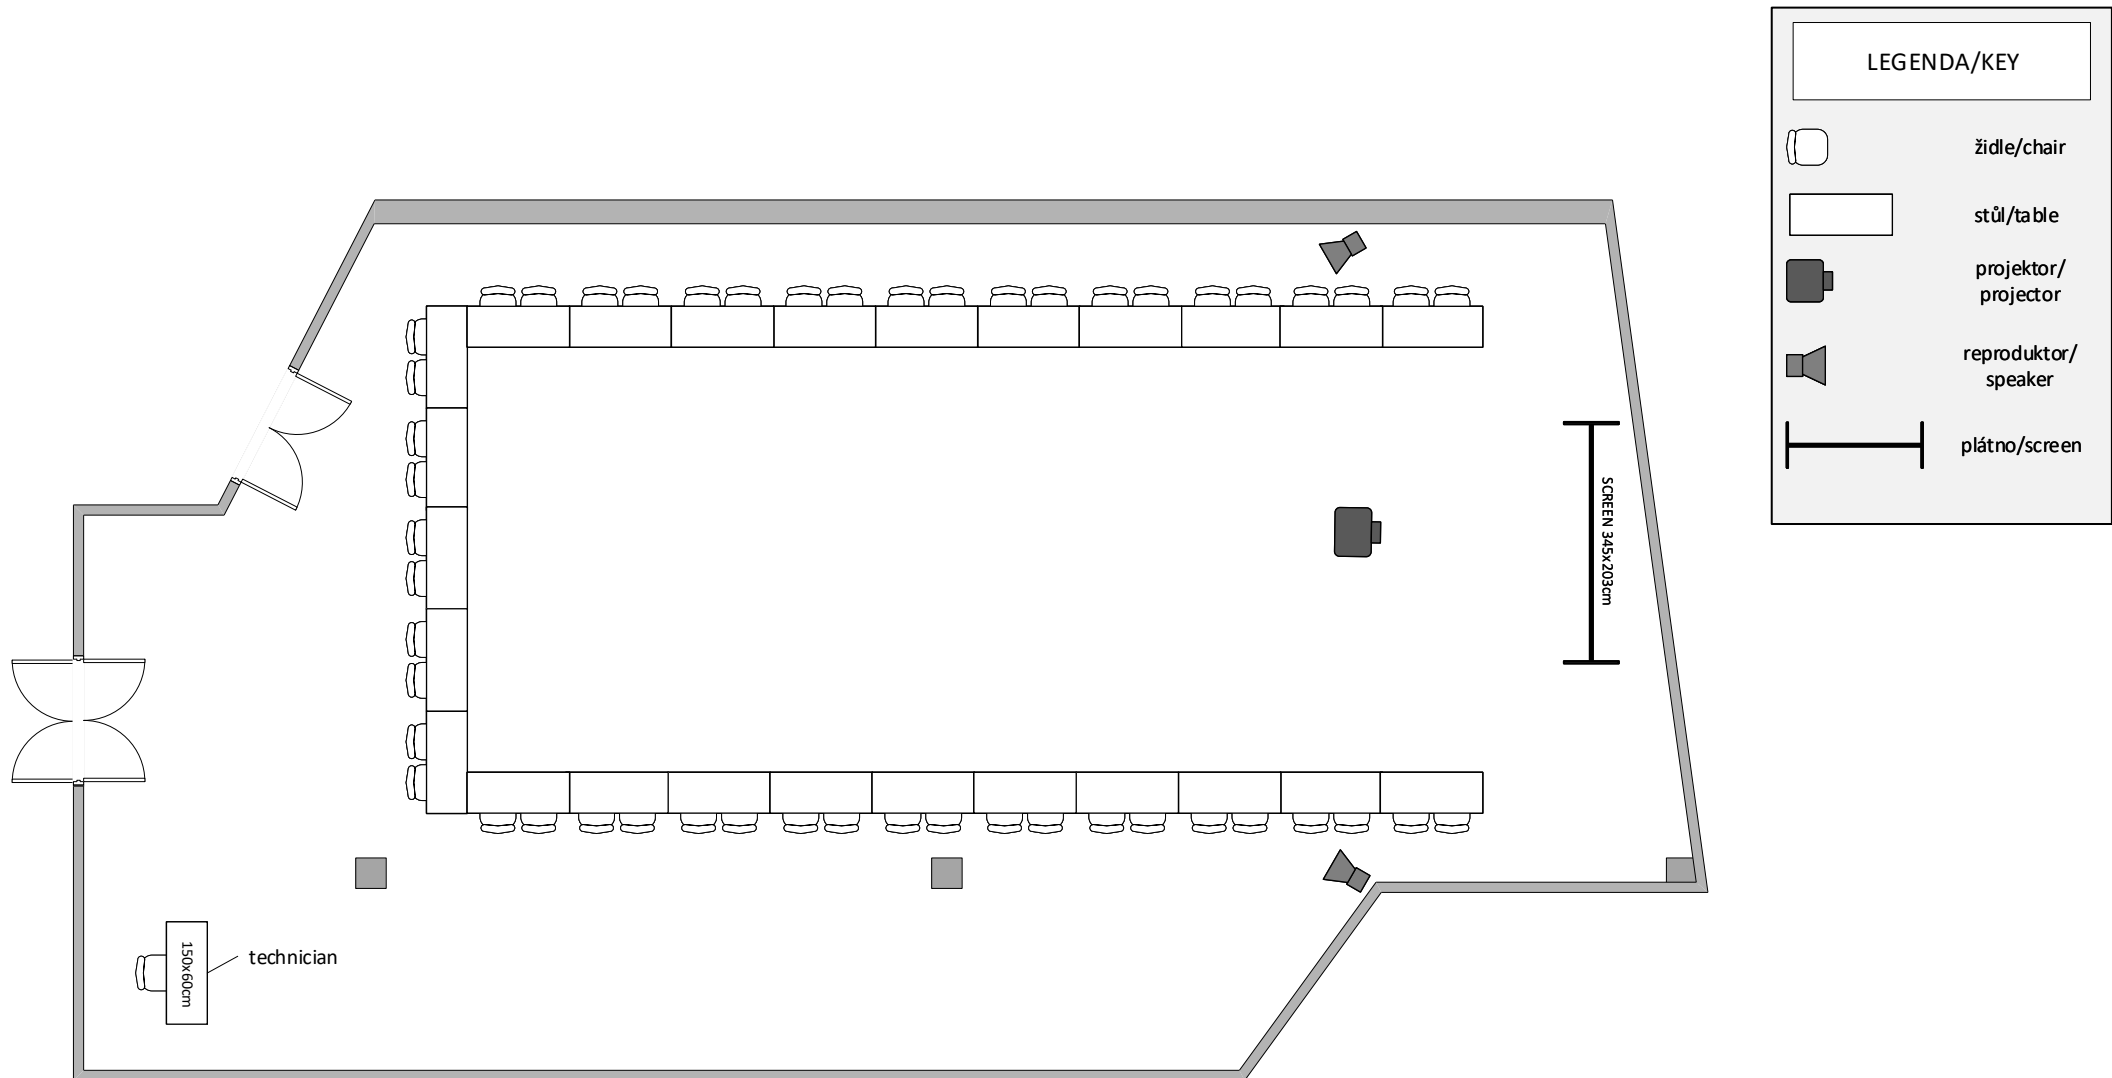 LEGENDA/KEY
židle/chair
stůl/table
projektor/
projector
reproduktor/
speaker
plátno/screen
SCREEN 345x203cm
150x60cm
technician